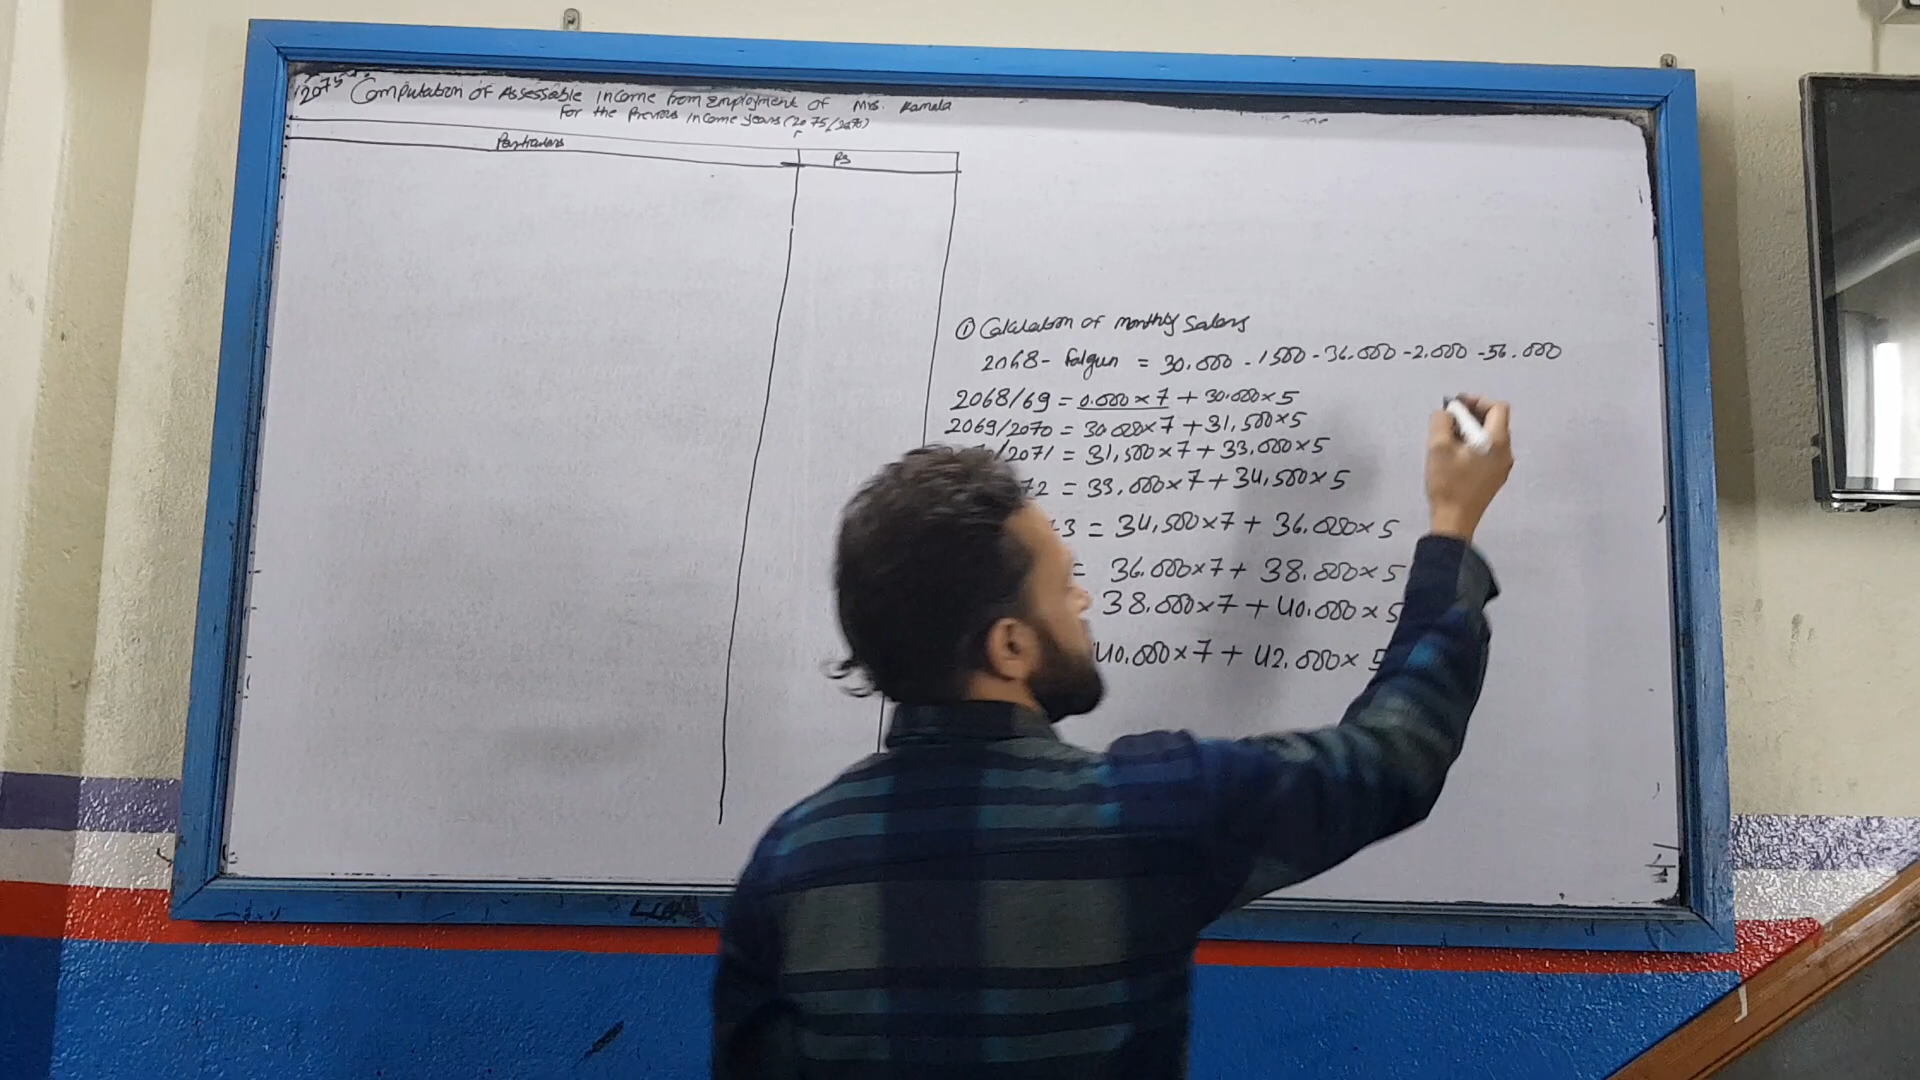 2075 Computation of Assessable income from Employment of Mrs. Kamala
For the Previous income years (2075/2076)
Particulars Rs
① Calculation of monthly Salary
2068 - Falgun = 30.000 - 1500 - 36.000 - 2.000 - 56.000
2068/69 = 0.000 × 7 + 30.000 × 5
2069/2070 = 30.000 × 7 + 31,500 × 5
/2071 = 31,500 × 7 + 33,000 × 5
72 = 33,000 × 7 + 34,500 × 5
73 = 34,500 × 7 + 36.000 × 5
= 36.000 × 7 + 38.000 × 5
38.000 × 7 + 40.000 × 5
40.000 × 7 + 42.000 × 5